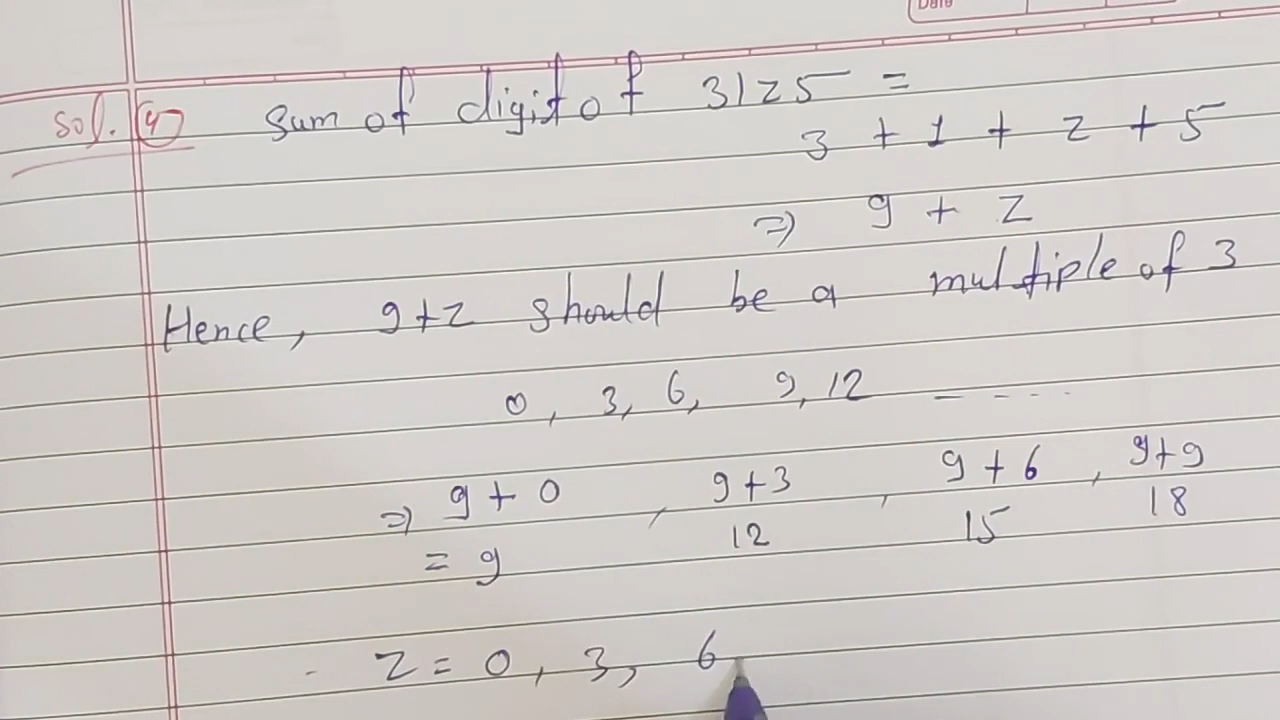 Date
Sol. (4) Sum of digit of 31z5 =
3 + 1 + z + 5
⇒ 9 + z
Hence, 9+z should be a multiple of 3
0, 3, 6, 9, 12 - - - -
⇒ 9 + 0, 9+3, 9 + 6, 9+9
= 9 12 15 18
z = 0, 3, 6